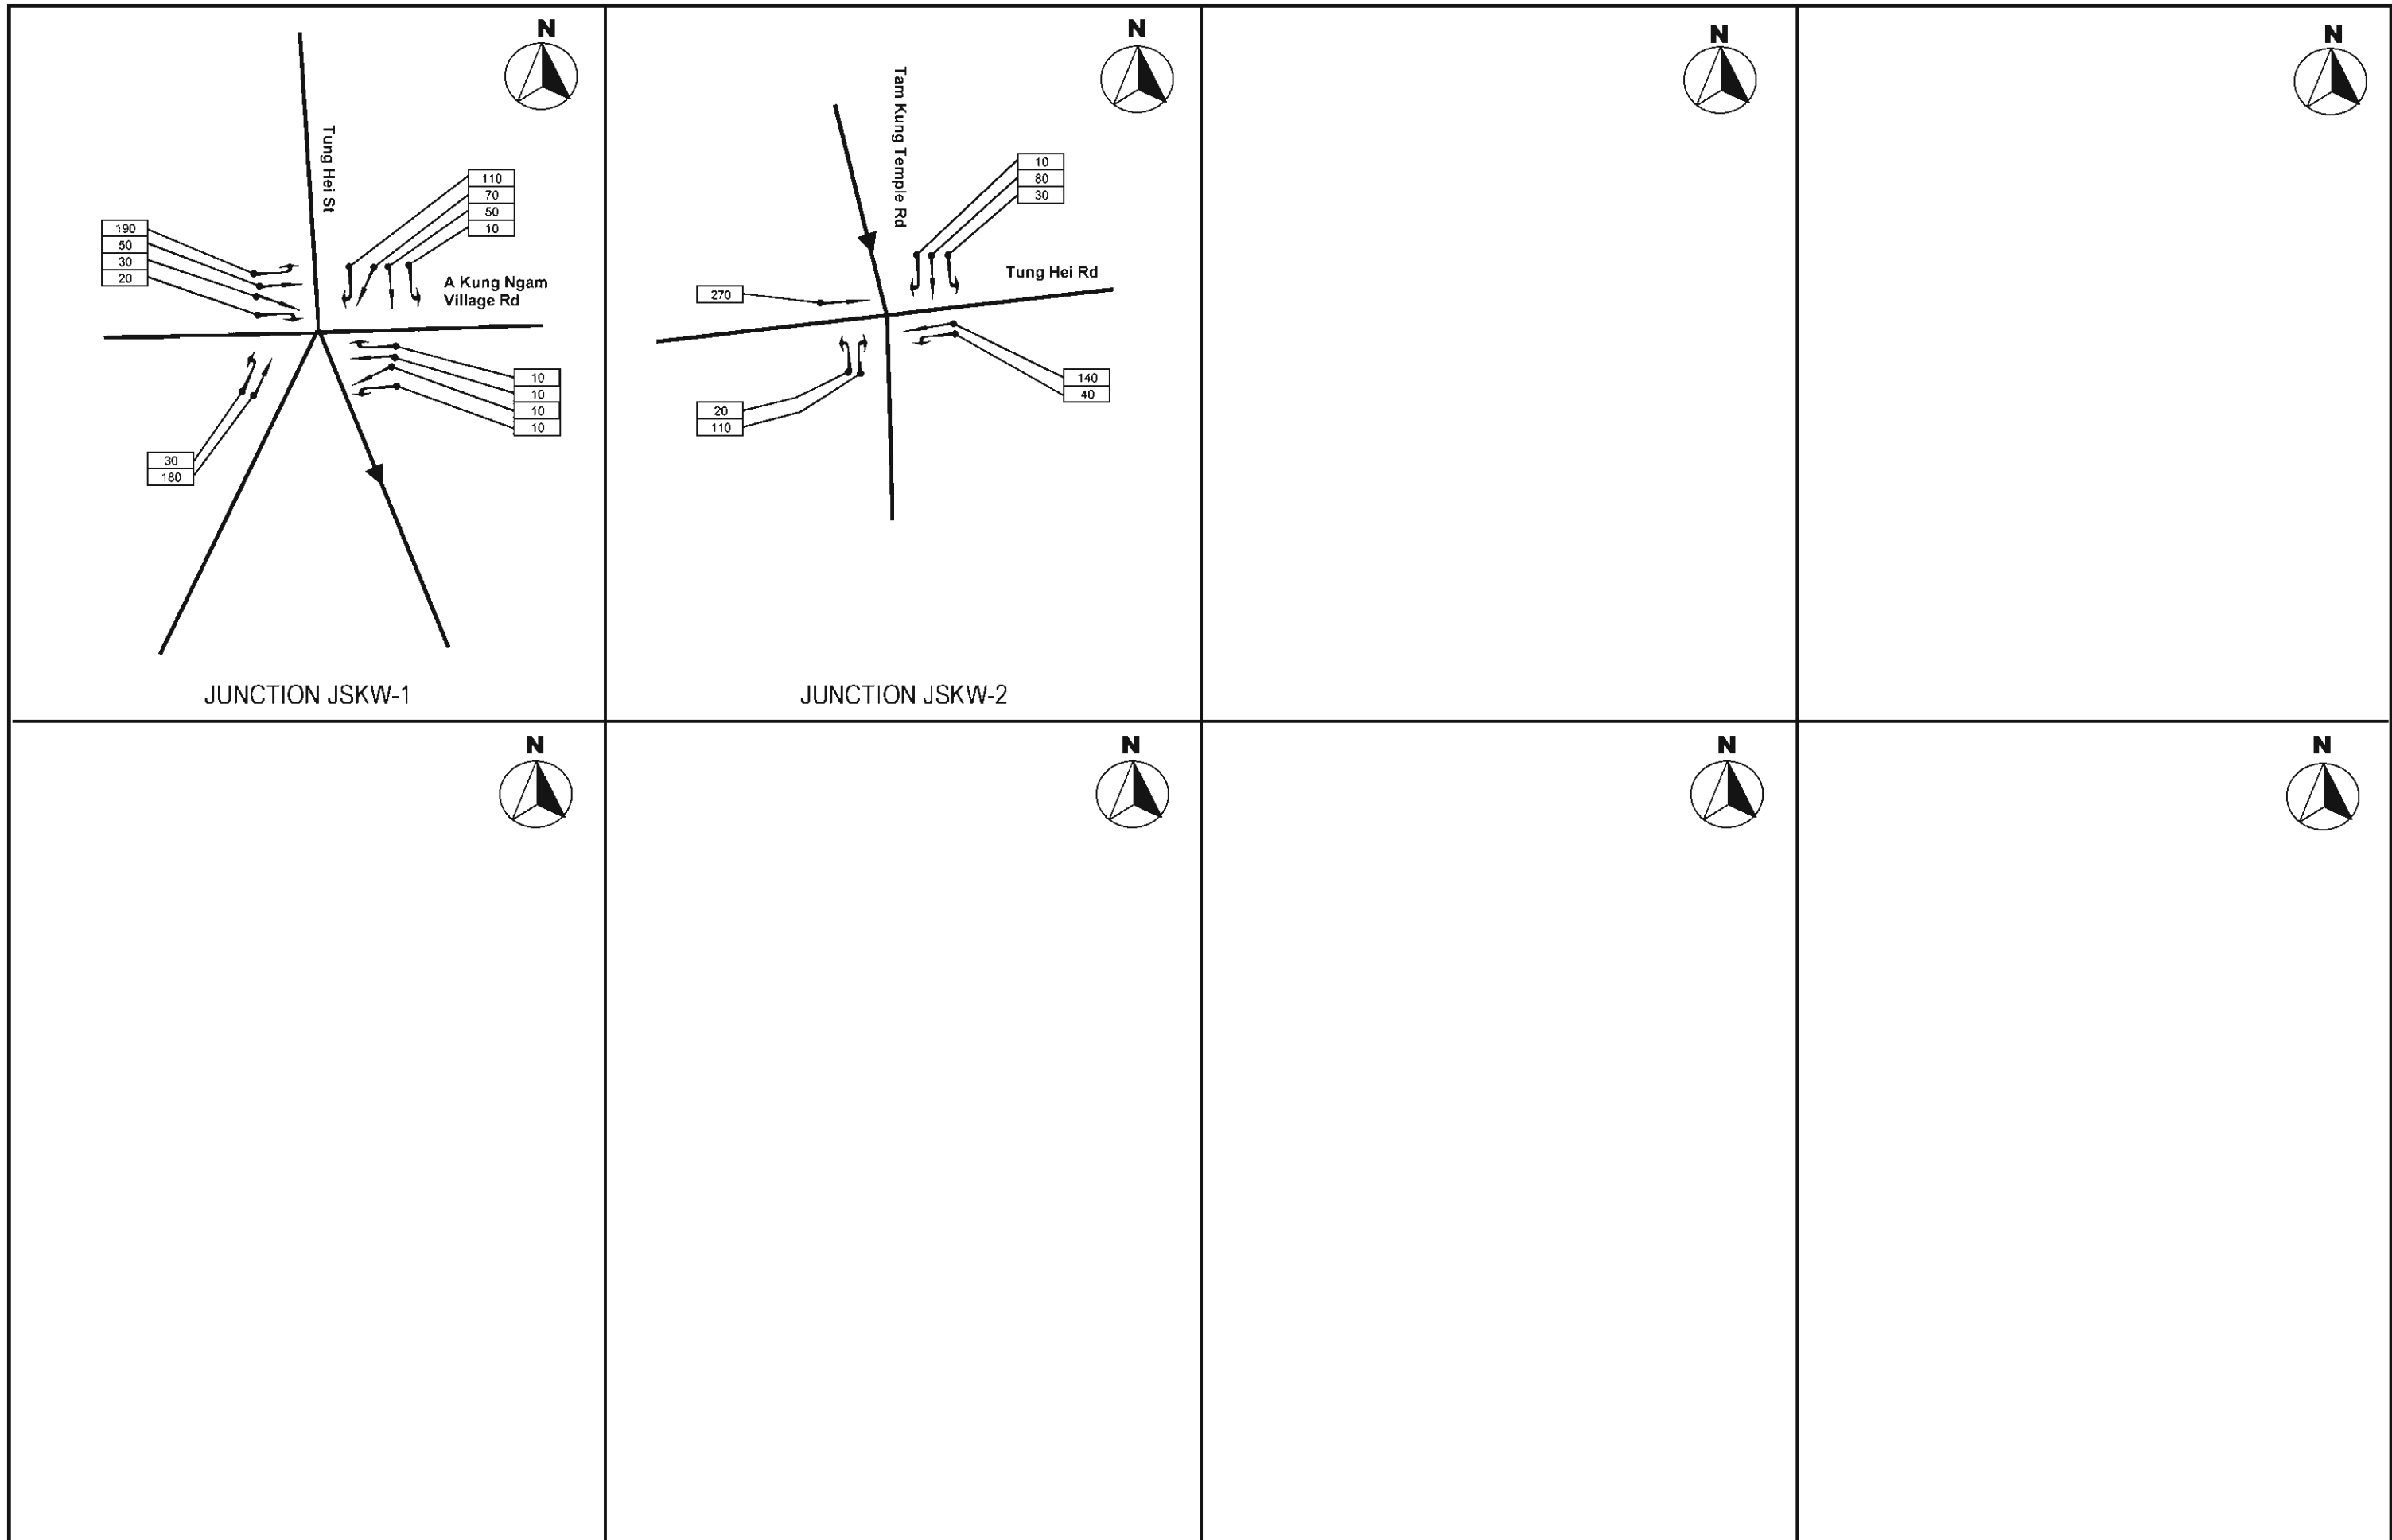 N
Tung Hei St
110
70
50
10
190
50
30
20
A Kung Ngam
Village Rd
10
10
10
10
30
180
JUNCTION JSKW-1
N
Tam Kung Temple Rd
10
80
30
Tung Hei Rd
270
140
40
20
110
JUNCTION JSKW-2
N
N
N
N
N
N